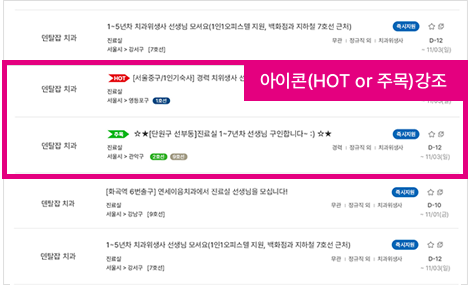 1~5년차 치과위생사 선생님 모셔요(1인1오피스텔 지원, 백화점과 지하철 7호선 근처)
즉시지원
덴탈잡 치과
진료실
무관 정규직 외 치과위생사
D-12
서울시 > 강서구 [7호선]
~ 11/03(일)
HOT [서울중구/1인기숙사] 경력 치위생사 선
아이콘(HOT or 주목)강조
덴탈잡 치과
진료실
서울시 > 영등포구 1호선
주목 ☆★[단원구 선부동]진료실 1~7년차 선생님 구인합니다~ :) ☆★
즉시지원
덴탈잡 치과
진료실
경력 정규직 외 치과위생사
D-12
서울시 > 관악구 2호선 9호선
~ 11/03(일)
[화곡역 6번출구] 연세이음치과에서 진료실 선생님을 모십니다!
즉시지원
덴탈잡 치과
진료실
무관 정규직 외 치과위생사
D-10
서울시 > 강남구 [9호선]
~ 11/01(금)
1~5년차 치과위생사 선생님 모셔요(1인1오피스텔 지원, 백화점과 지하철 7호선 근처)
즉시지원
덴탈잡 치과
진료실
무관 정규직 외 치과위생사
D-12
서울시 > 강서구 [7호선]
~ 11/03(일)